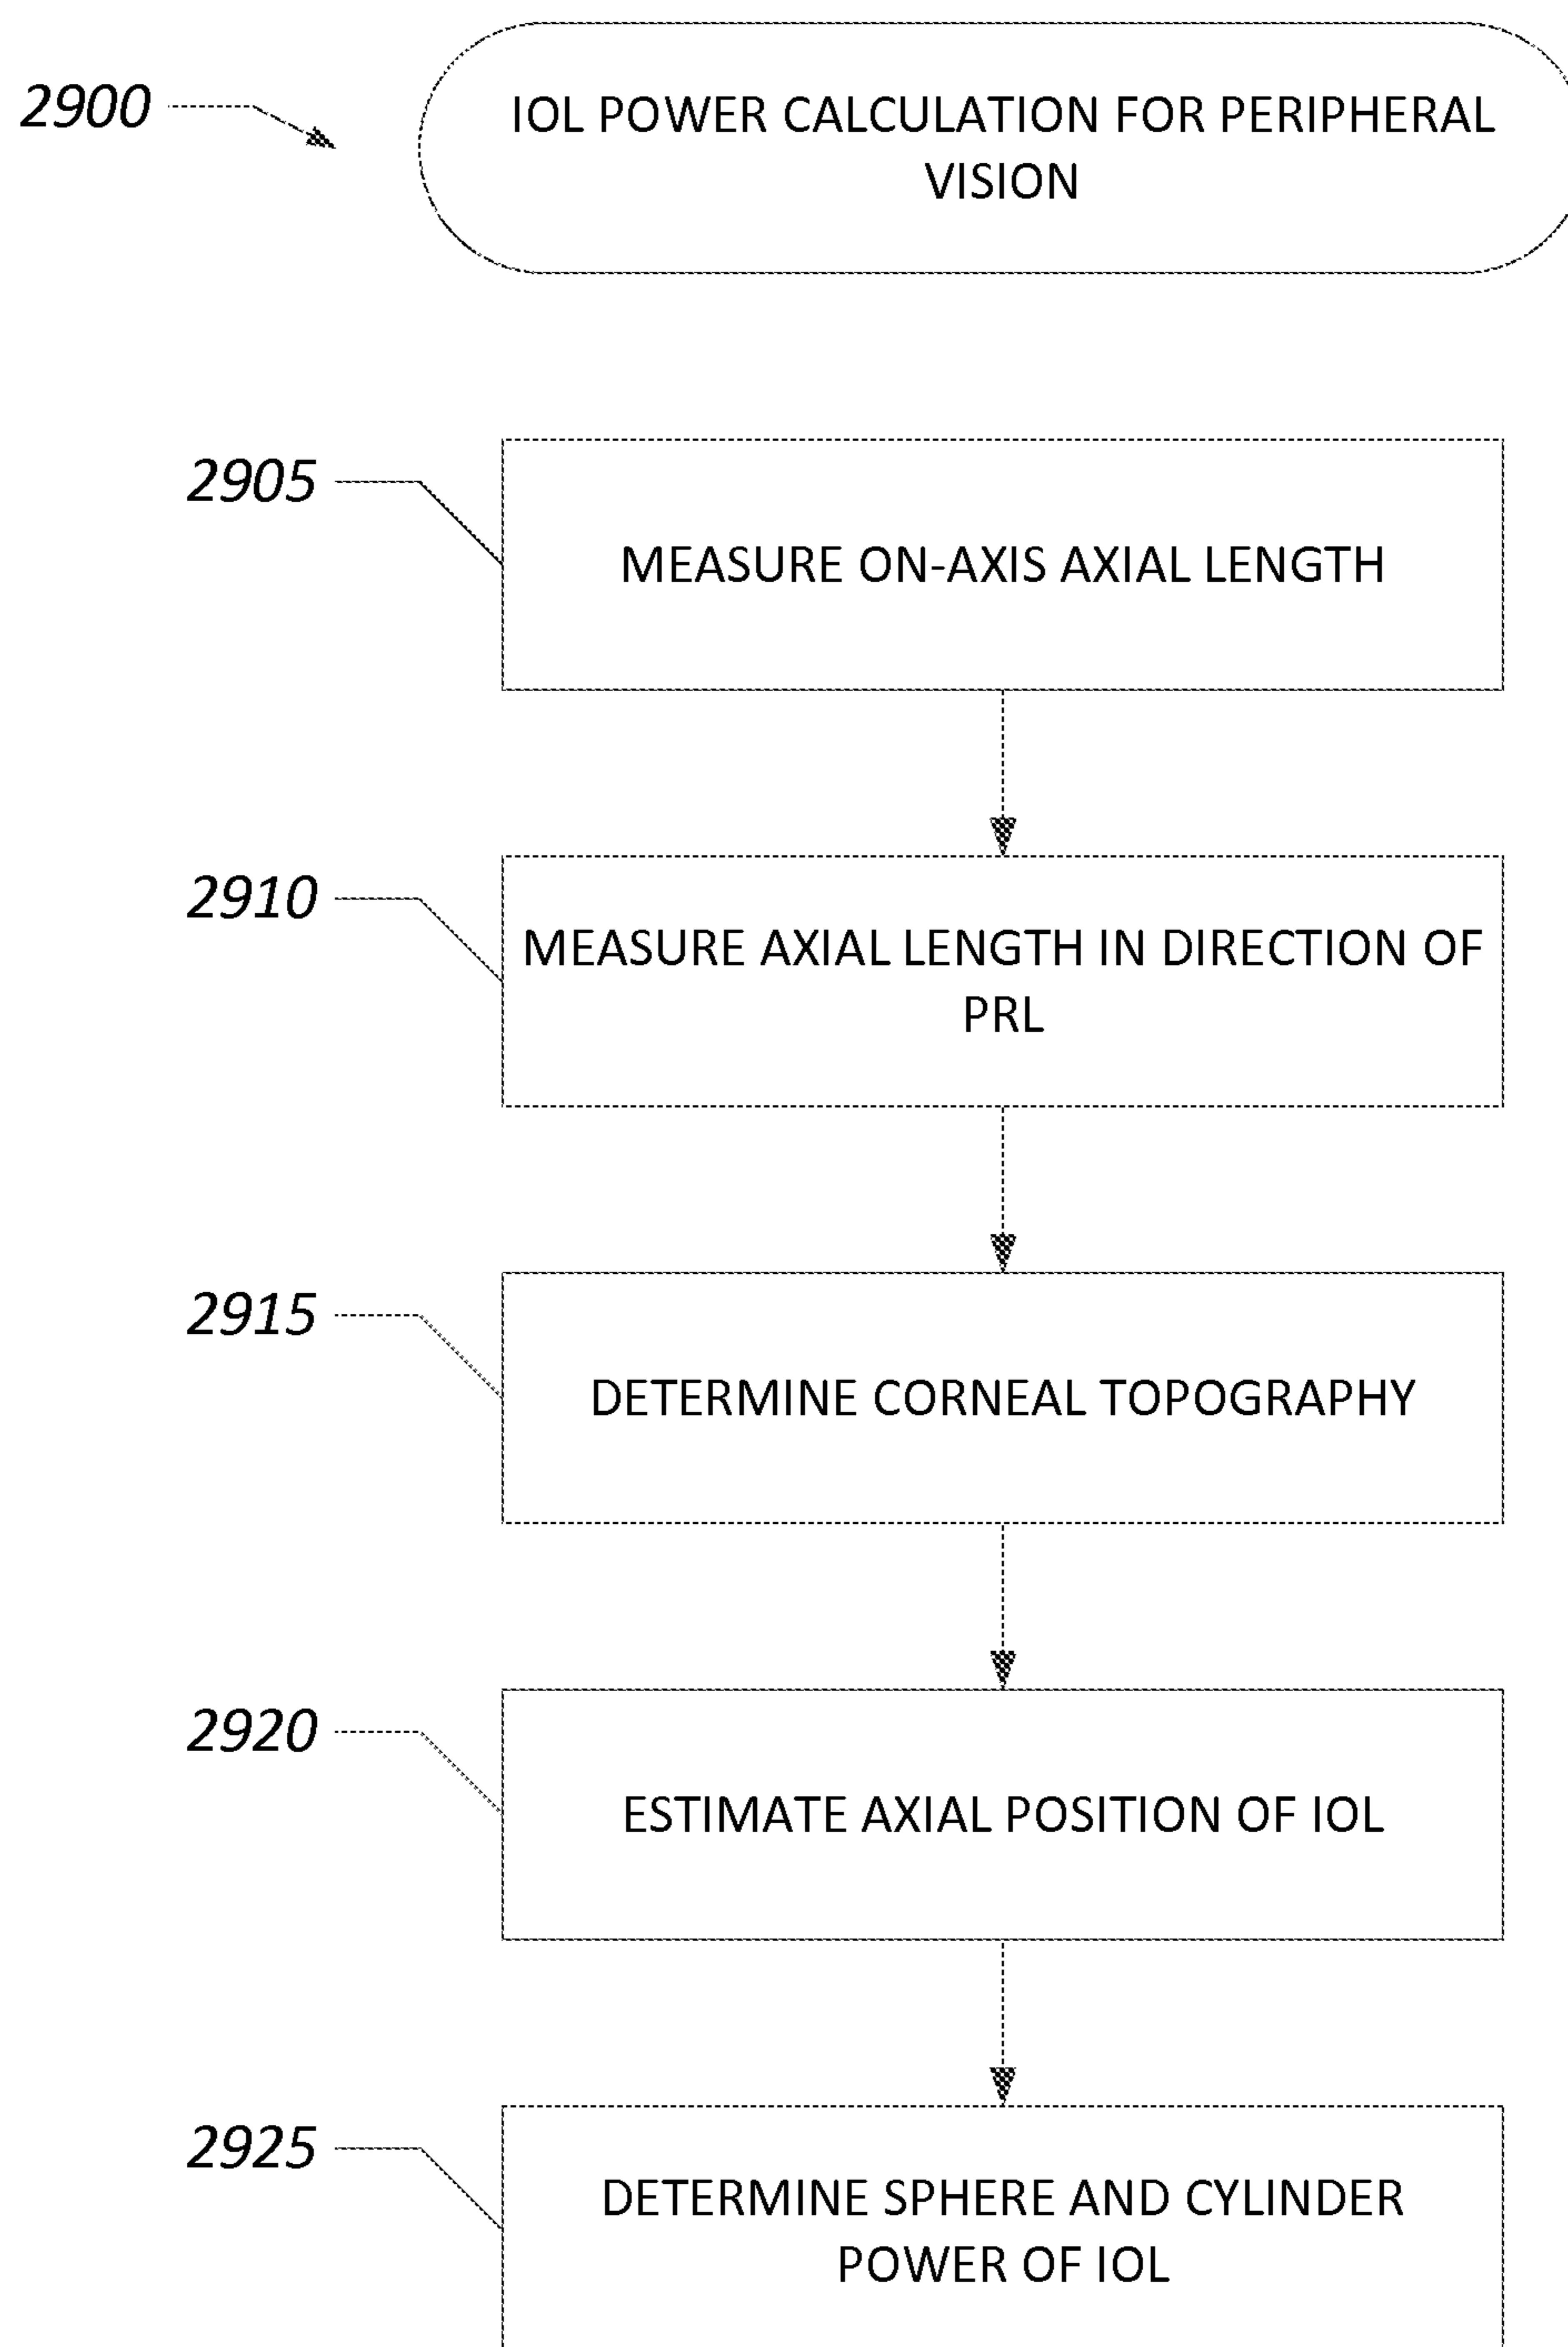 2900
IOL POWER CALCULATION FOR PERIPHERAL
VISION
2905
MEASURE ON-AXIS AXIAL LENGTH
2910
MEASURE AXIAL LENGTH IN DIRECTION OF
PRL
2915
DETERMINE CORNEAL TOPOGRAPHY
2920
ESTIMATE AXIAL POSITION OF IOL
2925
DETERMINE SPHERE AND CYLINDER
POWER OF IOL